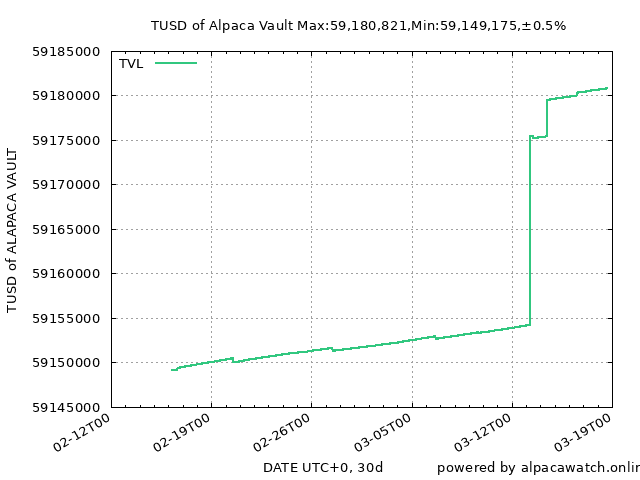 TUSD of Alpaca Vault Max:59,180,821,Min:59,149,175,±0.5%
TVL
59185000
59180000
59175000
59170000
59165000
59160000
59155000
59150000
59145000
TUSD of ALAPACA VAULT
02-12T00
02-19T00
02-26T00
03-05T00
03-12T00
03-19T00
DATE UTC+0, 30d
powered by alpacawatch.onlin